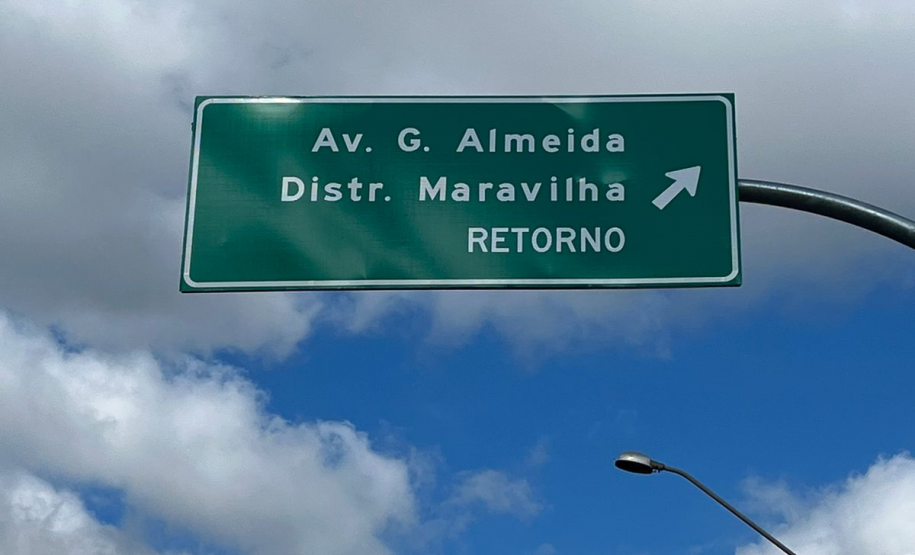 Av. G. Almeida
Distr. Maravilha
RETORNO